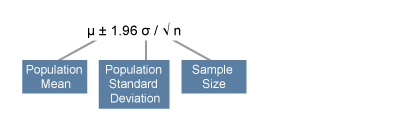 μ ± 1.96 σ / √ n
Population
Mean
Population
Standard
Deviation
Sample
Size